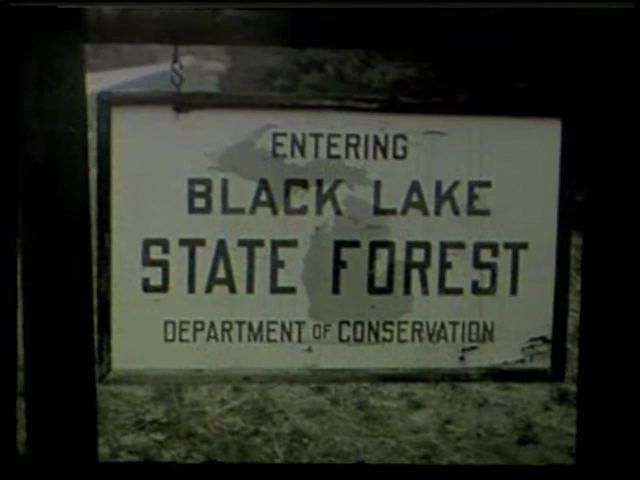 ENTERING
BLACK LAKE
STATE FOREST
DEPARTMENT OF CONSERVATION